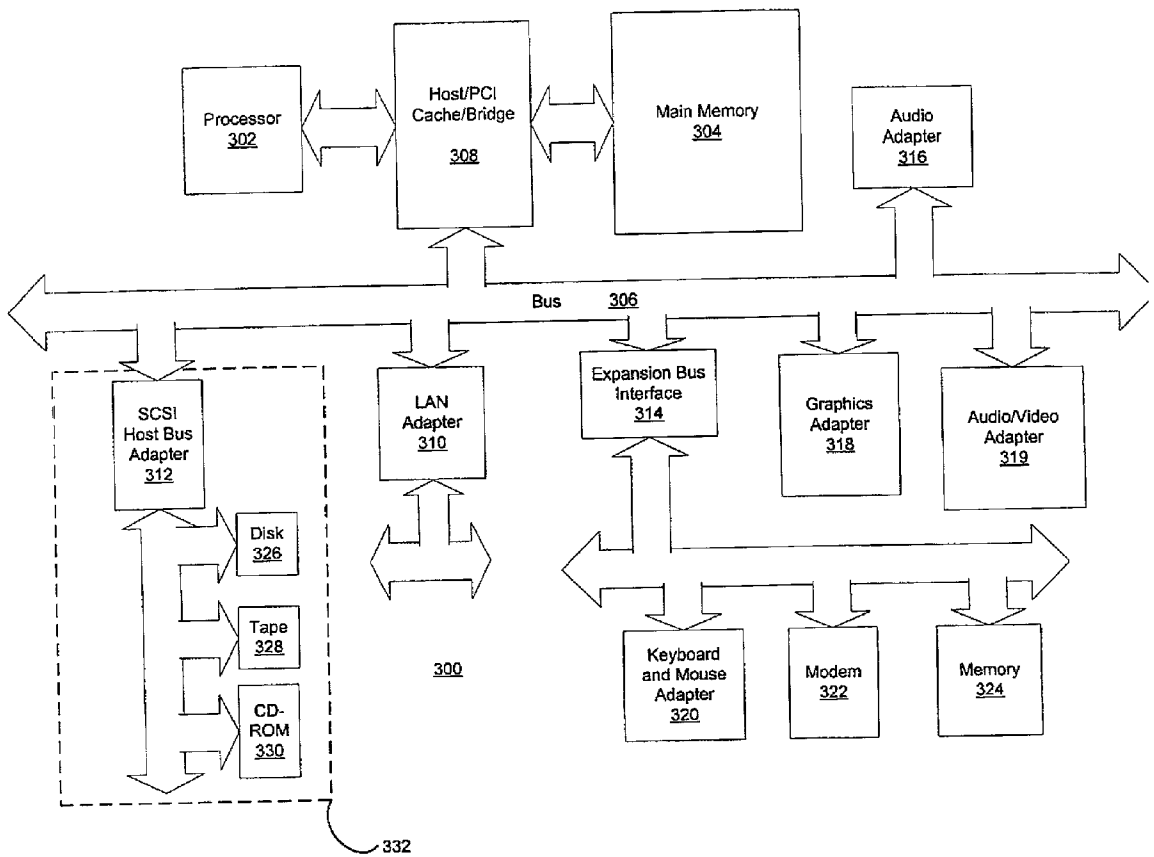 Processor
302
Host/PCI
Cache/Bridge
308
Main Memory
304
Audio
Adapter
316
Bus 306
SCSI
Host Bus
Adapter
312
LAN
Adapter
310
Expansion Bus
Interface
314
Graphics
Adapter
318
Audio/Video
Adapter
319
Disk
326
Tape
328
CD-
ROM
330
300
Keyboard
and Mouse
Adapter
320
Modem
322
Memory
324
332